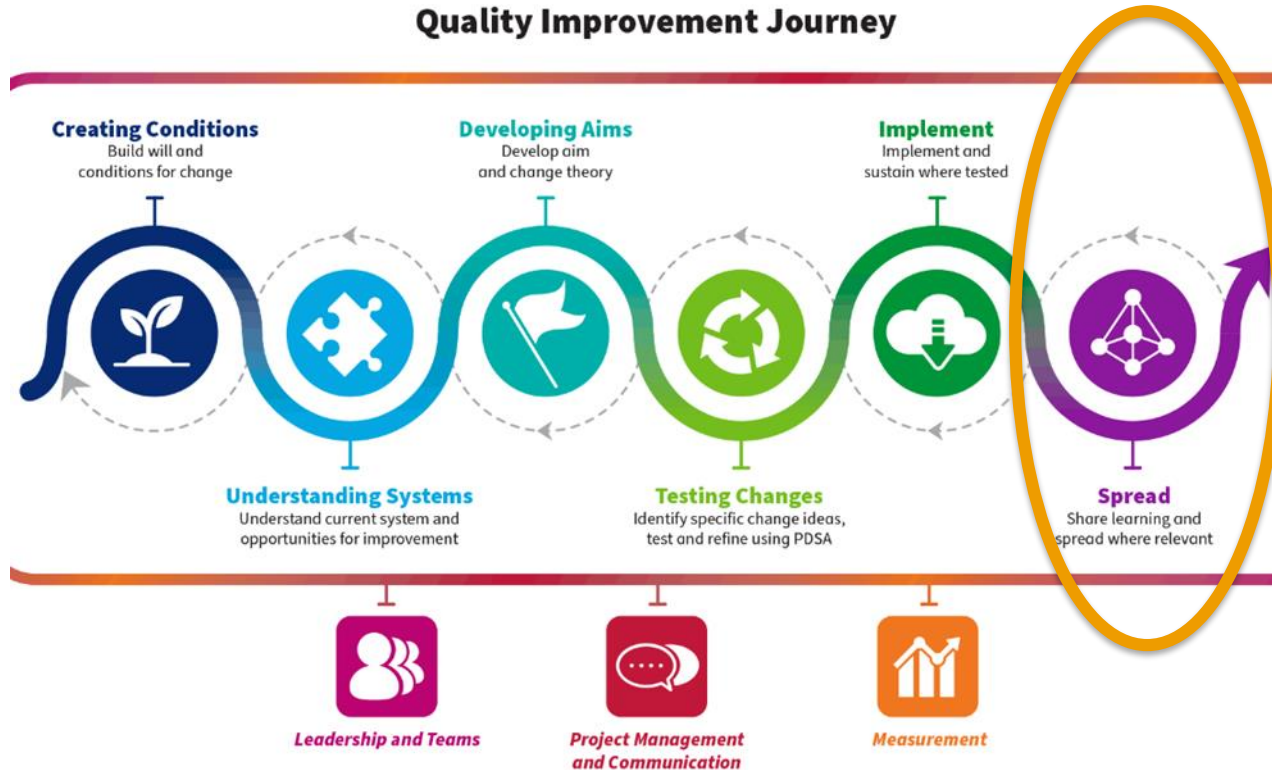 Quality Improvement Journey
Creating Conditions
Build will and
conditions for change
Developing Aims
Develop aim
and change theory
Implement
Implement and
sustain where tested
Understanding Systems
Understand current system and
opportunities for improvement
Testing Changes
Identify specific change ideas,
test and refine using PDSA
Spread
Share learning and
spread where relevant
Leadership and Teams
Project Management
and Communication
Measurement